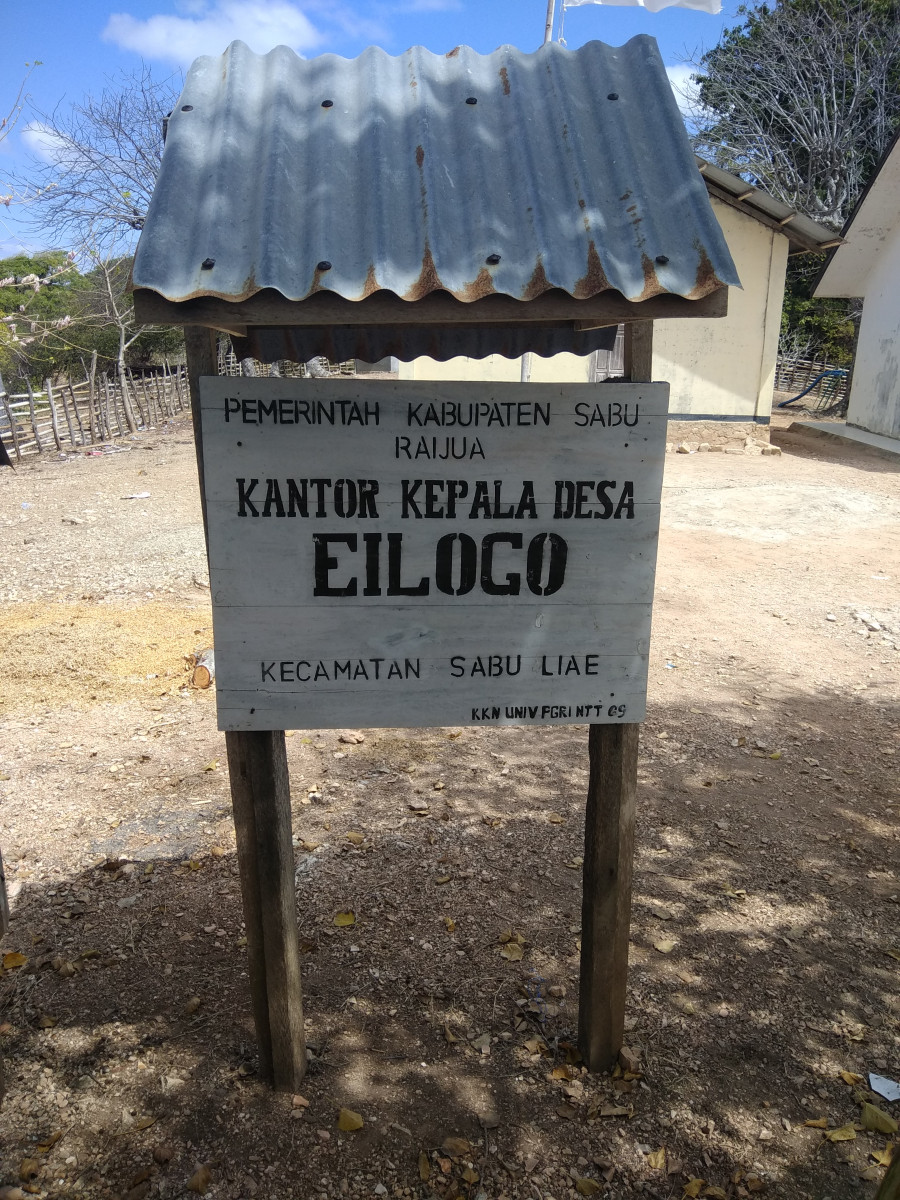 PEMERINTAH KABUPATEN SABU
RAIJUA
KANTOR KEPALA DESA
EILOGO
KECAMATAN SABU LIAE
KKN UNIV PGRI NTT 09